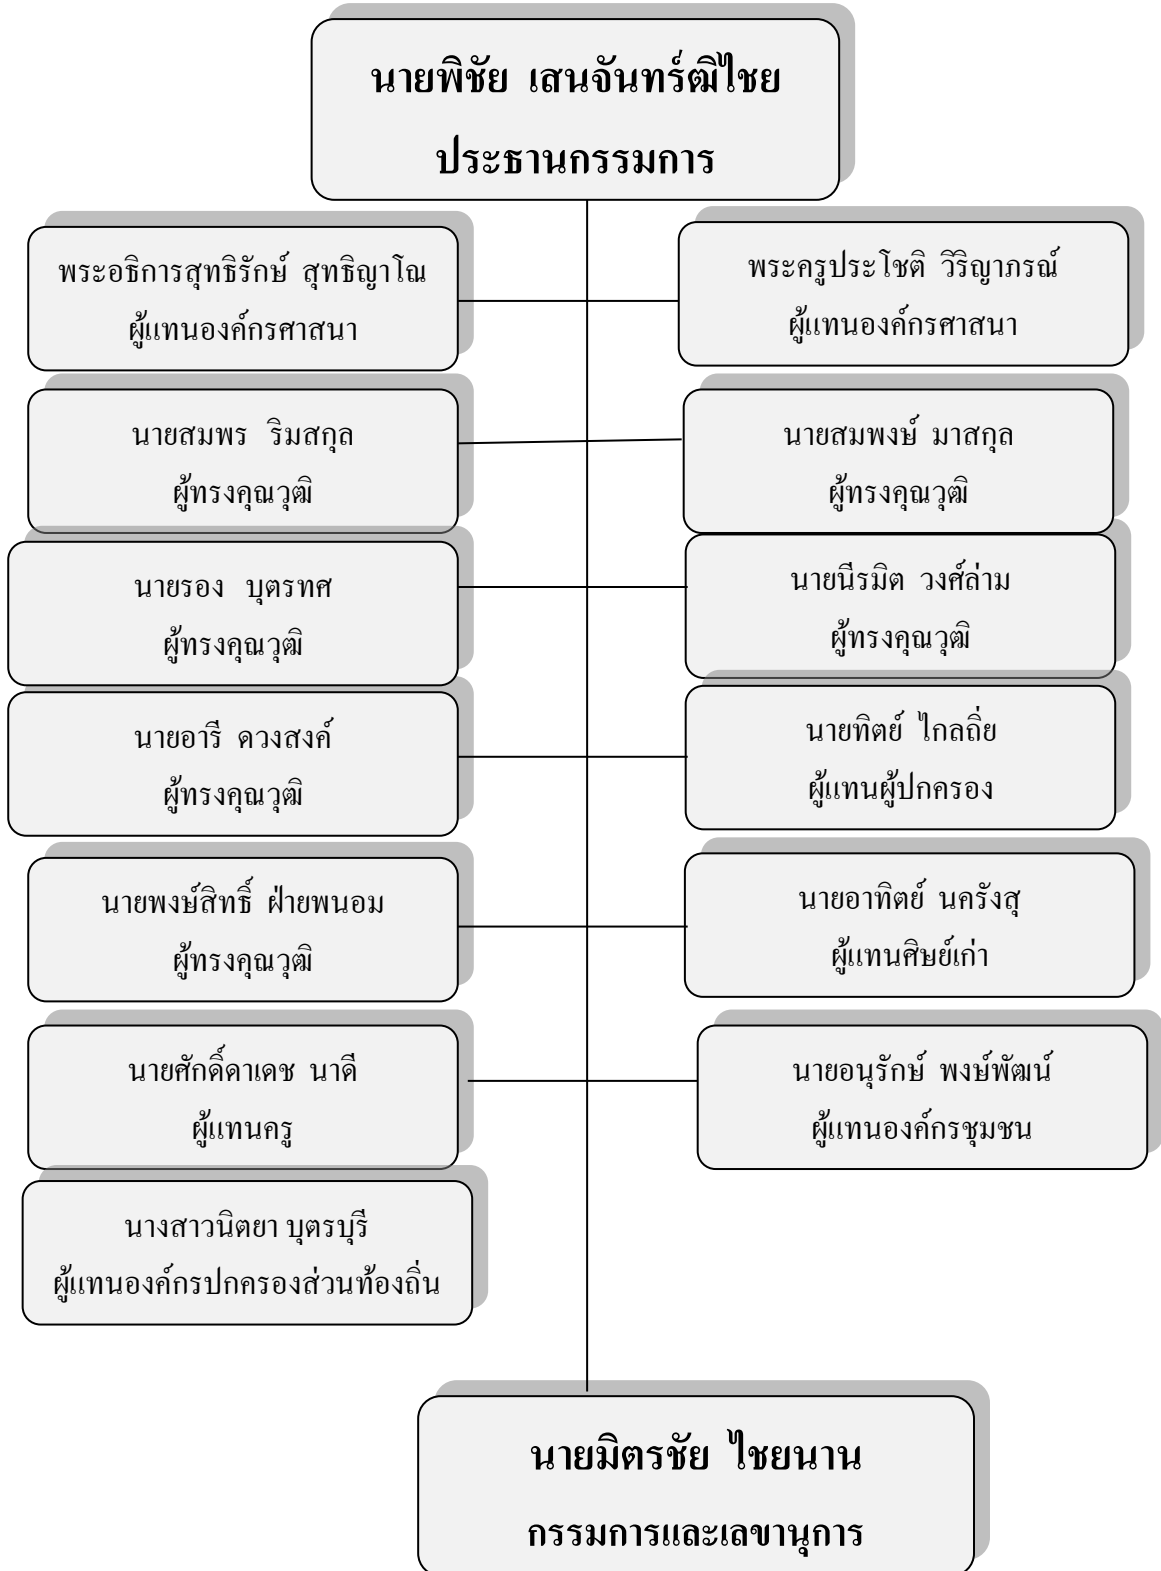 นายพิชัย เสนจันทร์ฒิไชย
ประธานกรรมการ
พระอธิการสุทธิรักษ์ สุทธิญาโณ
ผู้แทนองค์กรศาสนา
พระครูประโชติ วิริญาภรณ์
ผู้แทนองค์กรศาสนา
นายสมพร ริมสกุล
ผู้ทรงคุณวุฒิ
นายสมพงษ์ มาสกุล
ผู้ทรงคุณวุฒิ
นายรอง บุตรทศ
ผู้ทรงคุณวุฒิ
นายนีรมิต วงศ์ล่าม
ผู้ทรงคุณวุฒิ
นายอารี ดวงสงค์
ผู้ทรงคุณวุฒิ
นายทิตย์ ไกลถิ่ย
ผู้แทนผู้ปกครอง
นายพงษ์สิทธิ์ ฝ่ายพนอม
ผู้ทรงคุณวุฒิ
นายอาทิตย์ นครังสุ
ผู้แทนศิษย์เก่า
นายศักดิ์ดาเดช นาดี
ผู้แทนครู
นายอนุรักษ์ พงษ์พัฒน์
ผู้แทนองค์กรชุมชน
นางสาวนิตยา บุตรบุรี
ผู้แทนองค์กรปกครองส่วนท้องถิ่น
นายมิตรชัย ไชยนาน
กรรมการและเลขานุการ